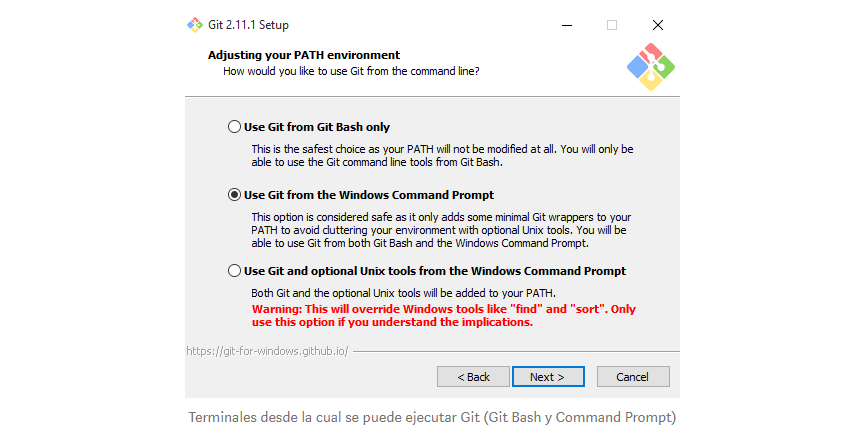 Git 2.11.1 Setup
Adjusting your PATH environment
How would you like to use Git from the command line?
Use Git from Git Bash only
This is the safest choice as your PATH will not be modified at all. You will only be
able to use the Git command line tools from Git Bash.
Use Git from the Windows Command Prompt
This option is considered safe as it only adds some minimal Git wrappers to your
PATH to avoid cluttering your environment with optional Unix tools. You will be
able to use Git from both Git Bash and the Windows Command Prompt.
Use Git and optional Unix tools from the Windows Command Prompt
Both Git and the optional Unix tools will be added to your PATH.
Warning: This will override Windows tools like "find" and "sort". Only
use this option if you understand the implications.
https://git-for-windows.github.io/
< Back Next > Cancel
Terminales desde la cual se puede ejecutar Git (Git Bash y Command Prompt)